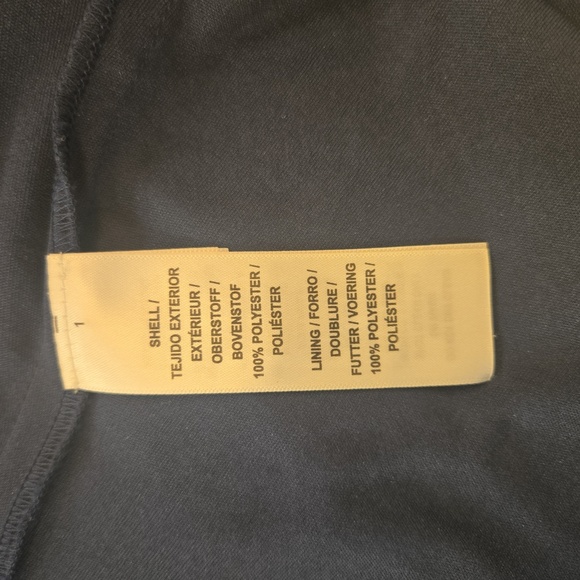 1
SHELL /
TEJIDO EXTERIOR
EXTÉRIEUR /
OBERSTOFF /
BOVENSTOF
100% POLYESTER /
POLIÉSTER
LINING / FORRO /
DOUBLURE /
FUTTER / VOERING
100% POLYESTER /
POLIÉSTER